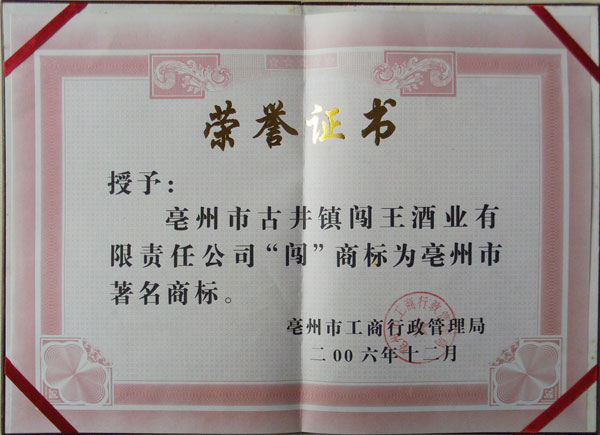 荣誉证书
授予：
亳州市古井镇闯王酒业有
限责任公司“闯”商标为亳州市
著名商标。
亳州市工商行政管理局
二00六年十二月